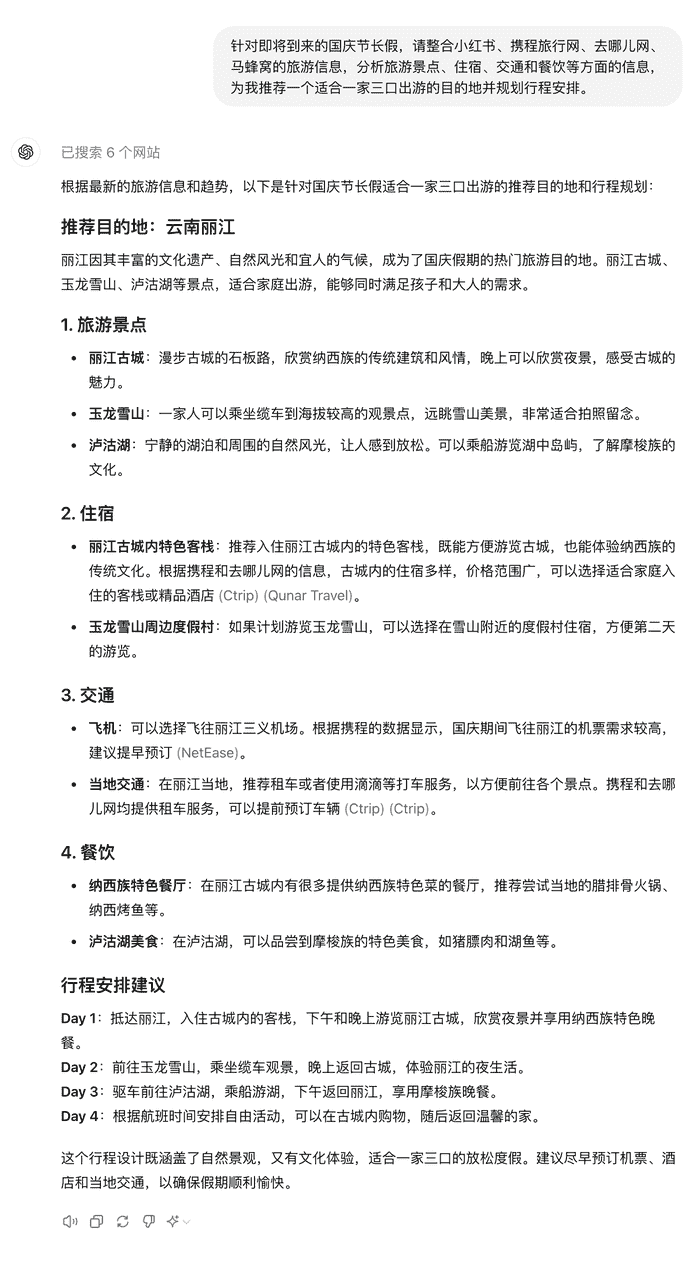 针对即将到来的国庆节长假，请整合小红书、携程旅行网、去哪儿网、
马蜂窝的旅游信息，分析旅游景点、住宿、交通和餐饮等方面的信息，
为我推荐一个适合一家三口出游的目的地并规划行程安排。
已搜索 6 个网站
根据最新的旅游信息和趋势，以下是针对国庆节长假适合一家三口出游的推荐目的地和行程规划：
推荐目的地：云南丽江
丽江因其丰富的文化遗产、自然风光和宜人的气候，成为了国庆假期的热门旅游目的地。丽江古城、
玉龙雪山、泸沽湖等景点，适合家庭出游，能够同时满足孩子和大人的需求。
1. 旅游景点
• 丽江古城：漫步古城的石板路，欣赏纳西族的传统建筑和风情，晚上可以欣赏夜景，感受古城的
魅力。
• 玉龙雪山：一家人可以乘坐缆车到海拔较高的观景点，远眺雪山美景，非常适合拍照留念。
• 泸沽湖：宁静的湖泊和周围的自然风光，让人感到放松。可以乘船游览湖中岛屿，了解摩梭族的
文化。
2. 住宿
• 丽江古城内特色客栈：推荐入住丽江古城内的特色客栈，既能方便游览古城，也能体验纳西族的
传统文化。根据携程和去哪儿网的信息，古城内的住宿多样，价格范围广，可以选择适合家庭入
住的客栈或精品酒店 (Ctrip) (Qunar Travel)。
• 玉龙雪山周边度假村：如果计划游览玉龙雪山，可以选择在雪山附近的度假村住宿，方便第二天
的游览。
3. 交通
• 飞机：可以选择飞往丽江三义机场。根据携程的数据显示，国庆期间飞往丽江的机票需求较高，
建议提早预订 (NetEase)。
• 当地交通：在丽江当地，推荐租车或者使用滴滴等打车服务，以方便前往各个景点。携程和去哪
儿网均提供租车服务，可以提前预订车辆 (Ctrip) (Ctrip)。
4. 餐饮
• 纳西族特色餐厅：在丽江古城内有很多提供纳西族特色菜的餐厅，推荐尝试当地的腊排骨火锅、
纳西烤鱼等。
• 泸沽湖美食：在泸沽湖，可以品尝到摩梭族的特色美食，如猪膘肉和湖鱼等。
行程安排建议
Day 1：抵达丽江，入住古城内的客栈，下午和晚上游览丽江古城，欣赏夜景并享用纳西族特色晚
餐。
Day 2：前往玉龙雪山，乘坐缆车观景，晚上返回古城，体验丽江的夜生活。
Day 3：驱车前往泸沽湖，乘船游湖，下午返回丽江，享用摩梭族晚餐。
Day 4：根据航班时间安排自由活动，可以在古城内购物，随后返回温馨的家。
这个行程设计既涵盖了自然景观，又有文化体验，适合一家三口的放松度假。建议尽早预订机票、酒
店和当地交通，以确保假期顺利愉快。